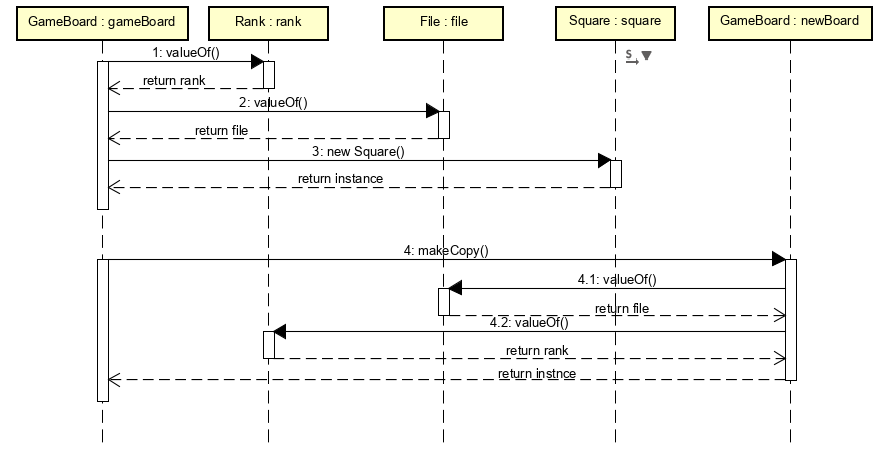 GameBoard : gameBoard
Rank : rank
File : file
Square : square
GameBoard : newBoard
S
1: valueOf()
return rank
2: valueOf()
return file
3: new Square()
return instance
4: makeCopy()
4.1: valueOf()
return file
4.2: valueOf()
return rank
return instnce